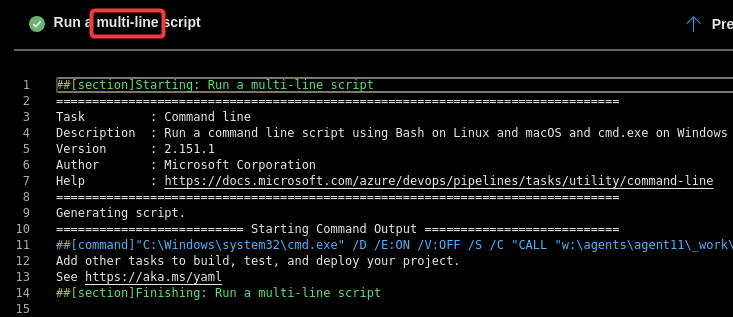 Run a multi-line script
Pre
1 ##[section]Starting: Run a multi-line script
2 ==============================================================================
3 Task         : Command line
4 Description  : Run a command line script using Bash on Linux and macOS and cmd.exe on Windows
5 Version      : 2.151.1
6 Author       : Microsoft Corporation
7 Help         : https://docs.microsoft.com/azure/devops/pipelines/tasks/utility/command-line
8 ==============================================================================
9 Generating script.
10 ========================== Starting Command Output ===========================
11 ##[command]"C:\Windows\system32\cmd.exe" /D /E:ON /V:OFF /S /C "CALL "w:\agents\agent11\_work\
12 Add other tasks to build, test, and deploy your project.
13 See https://aka.ms/yaml
14 ##[section]Finishing: Run a multi-line script
15